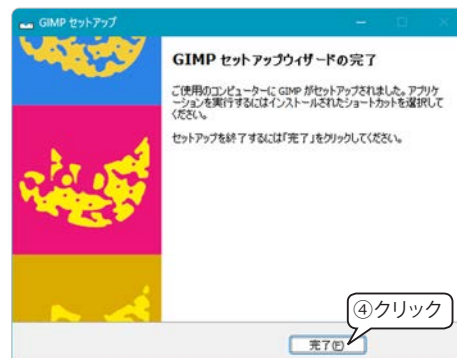 GIMP セットアップ
GIMP セットアップウィザードの完了
ご使用のコンピューターに GIMP がセットアップされました。アプリケ
ーションを実行するにはインストールされたショートカットを選択して
ください。
セットアップを終了するには「完了」をクリックしてください。
④クリック
完了(F)